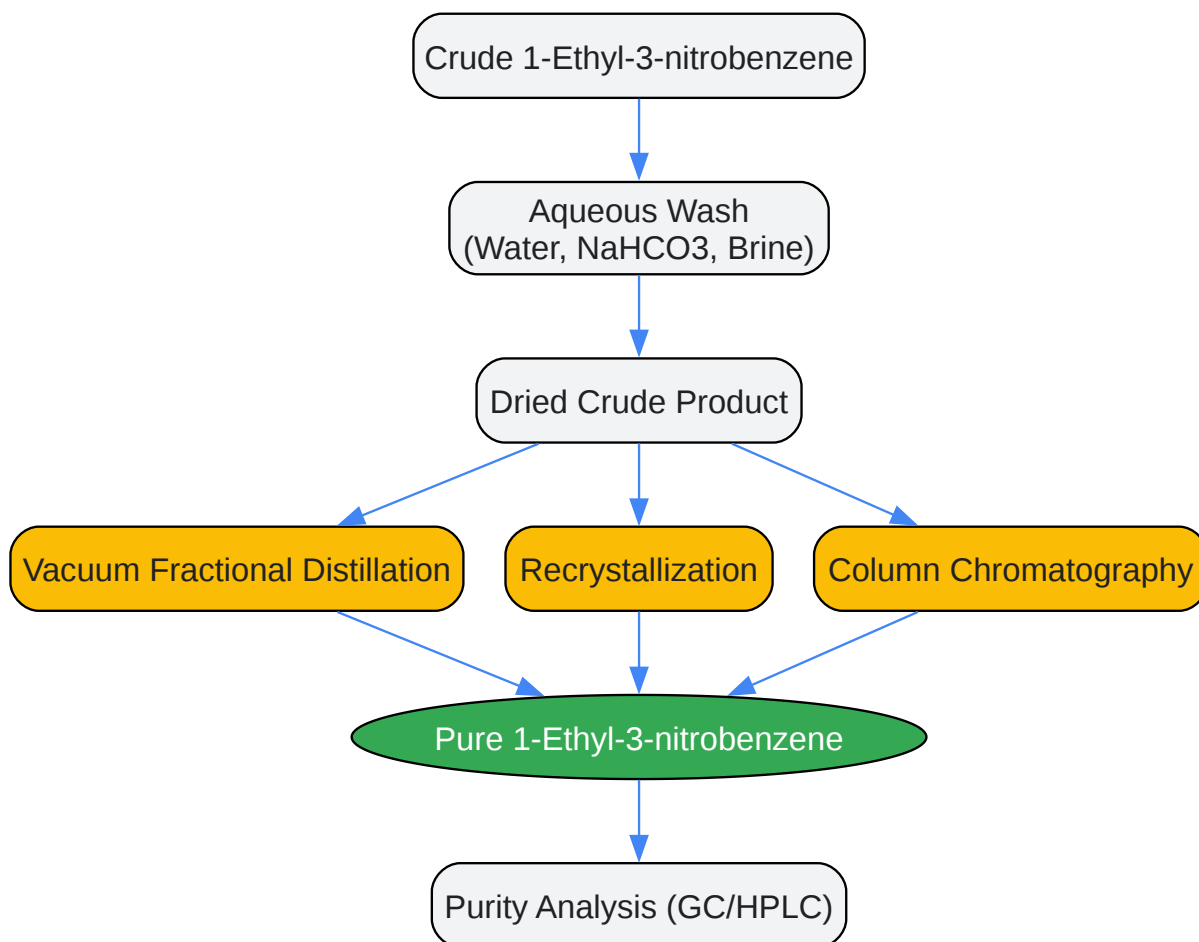 Crude 1-Ethyl-3-nitrobenzene
Aqueous Wash
(Water, NaHCO3, Brine)
Dried Crude Product
Vacuum Fractional Distillation
Recrystallization
Column Chromatography
Pure 1-Ethyl-3-nitrobenzene
Purity Analysis (GC/HPLC)